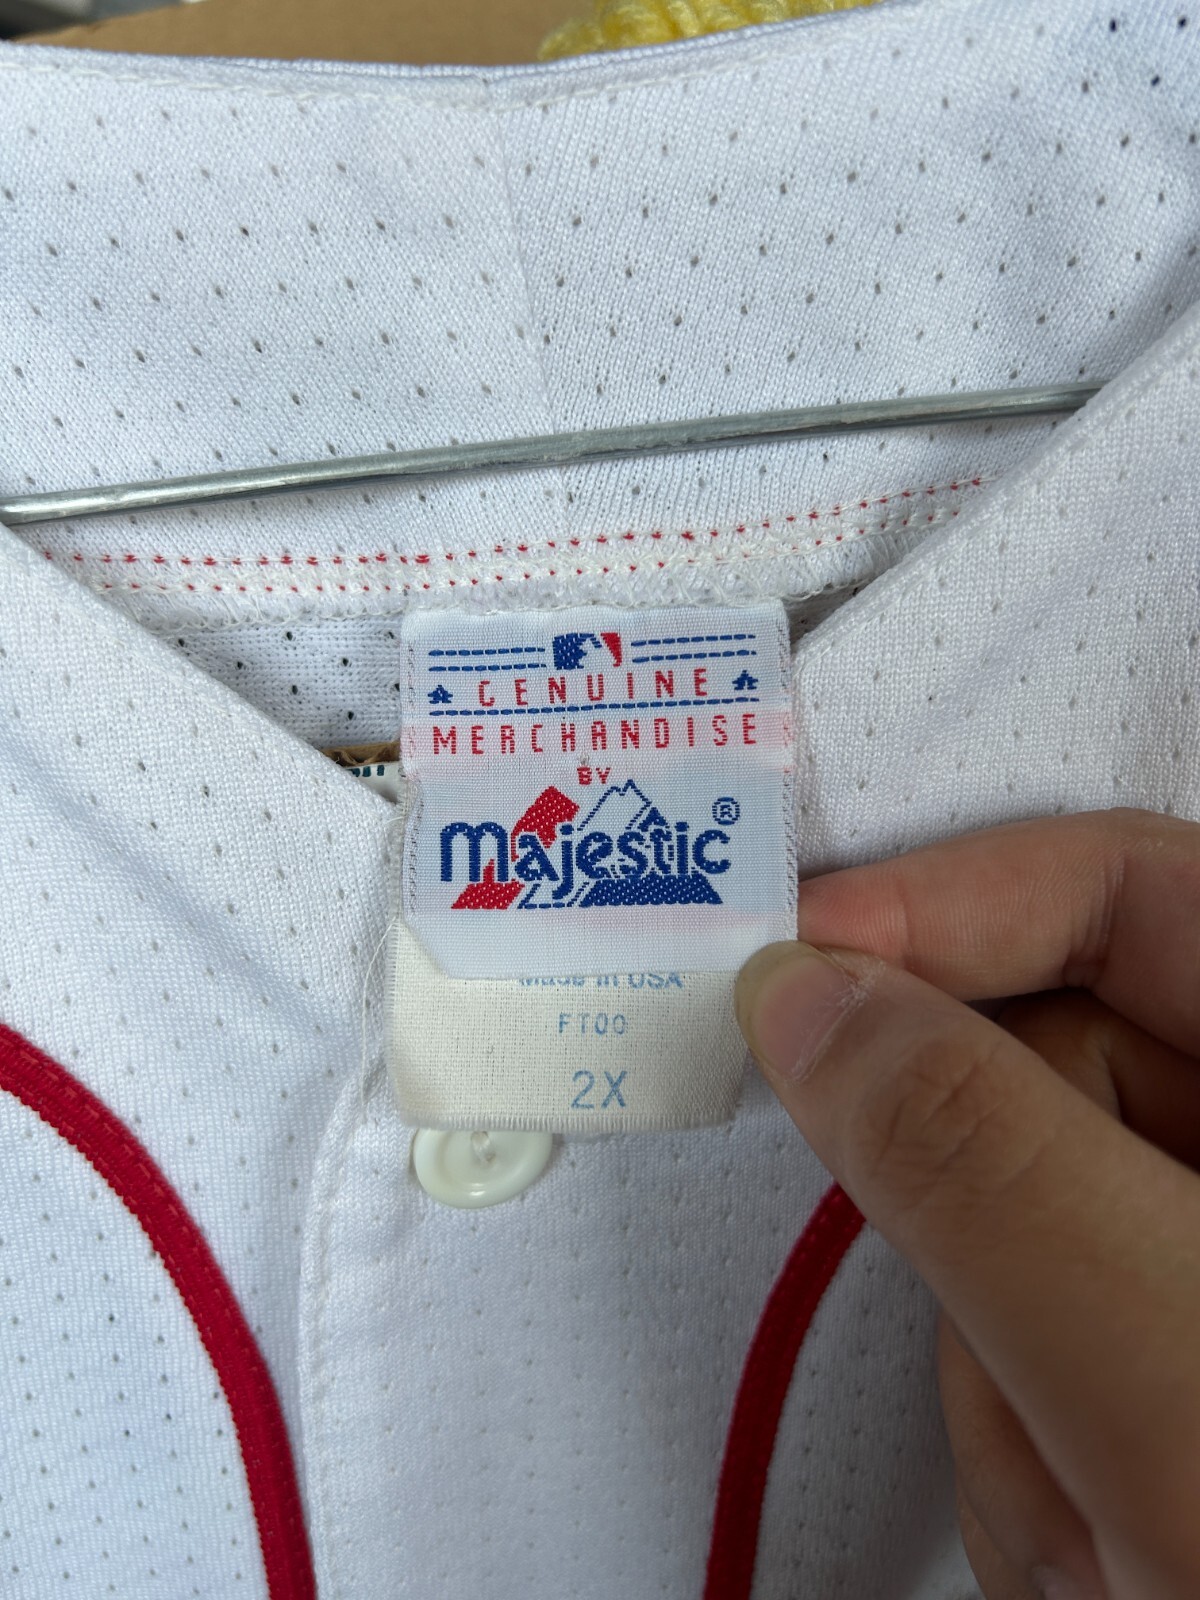 GENUINE
MERCHANDISE
BY
Majestic®
Made in USA
FT00
2X